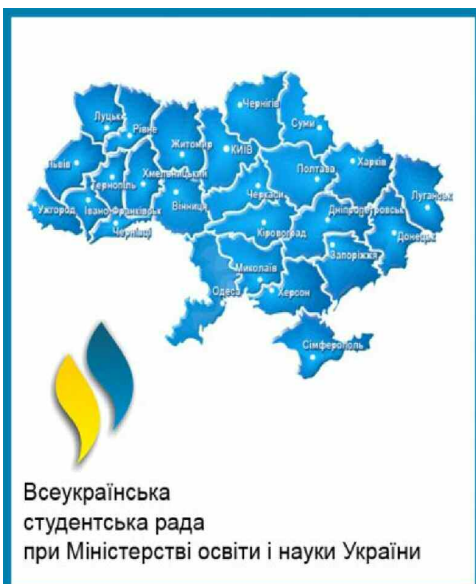 Чернігів
Суми
Луцьк
Рівне
Житомир
КИЇВ
Львів
Хмельницький
Полтава
Харків
Тернопіль
Черкаси
Луганськ
Ужгород
Івано-Франківськ
Вінниця
Дніпропетровськ
Чернівці
Кіровоград
Донецьк
Запоріжжя
Миколаїв
Одеса
Херсон
Сімферополь
Всеукраїнська
студентська рада
при Міністерстві освіти і науки України